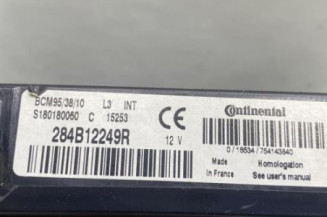 BCM95/38/10 L3 INT
S180180060 C 15253
284B12249R
12 V
CE
Continental
0 / 16534 / 754143840
Made
in France
Homologation
See user's manual